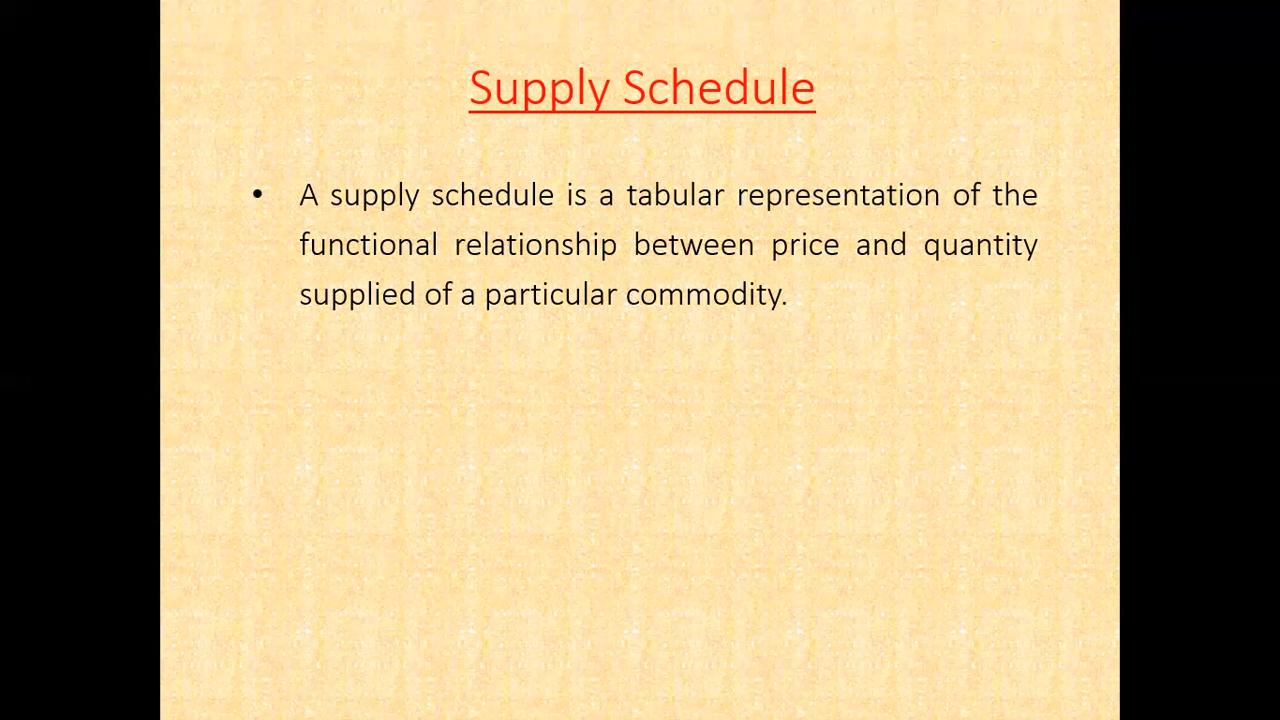 Supply Schedule
• A supply schedule is a tabular representation of the
functional relationship between price and quantity
supplied of a particular commodity.